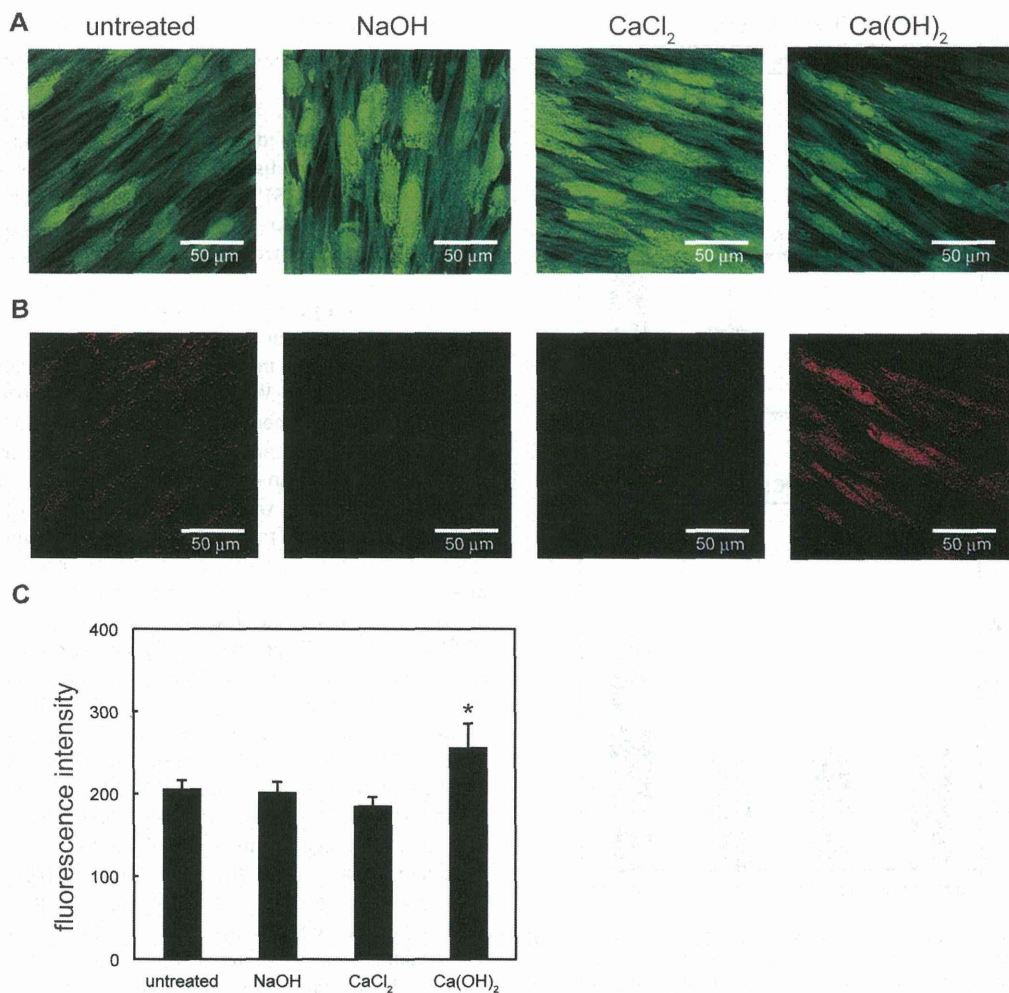 A
untreated NaOH CaCl₂ Ca(OH)₂
50 μm 50 μm 50 μm 50 μm
B
50 μm 50 μm 50 μm 50 μm
C
fluorescence intensity
400
300
200
100
0
*
untreated NaOH CaCl₂ Ca(OH)₂